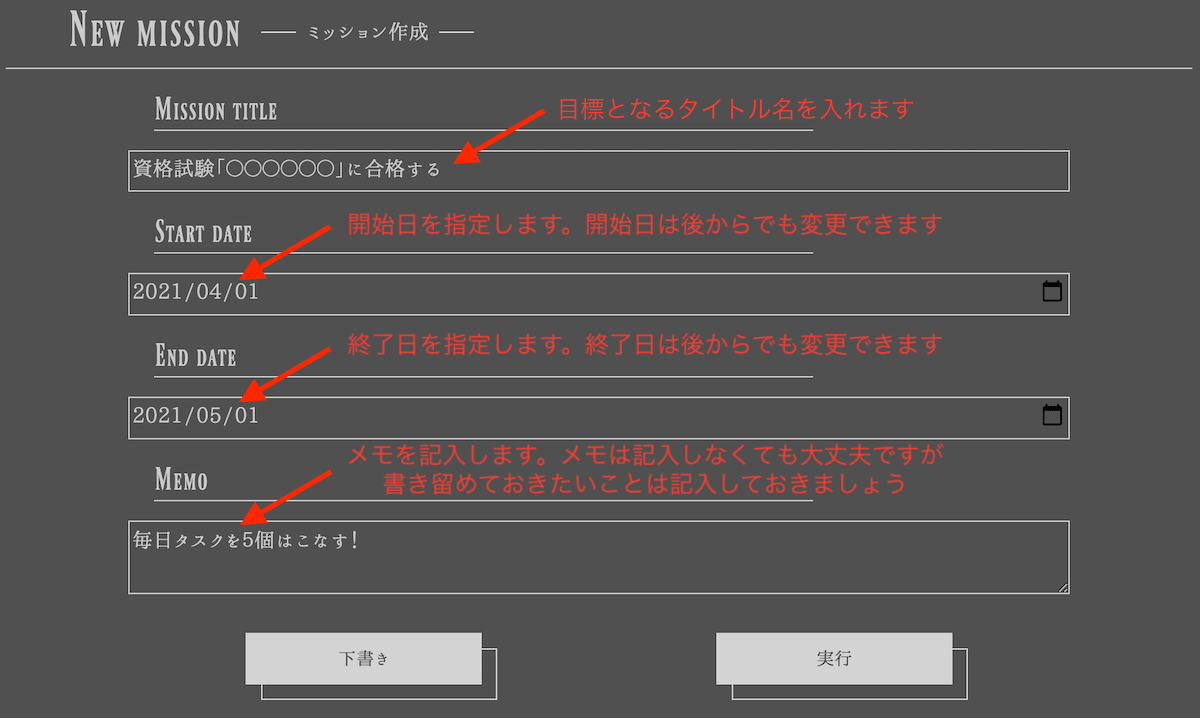 New mission
ミッション作成
Mission title
目標となるタイトル名を入れます
資格試験「〇〇〇〇〇〇」に合格する
Start date
開始日を指定します。開始日は後からでも変更できます
2021/04/01
End date
終了日を指定します。終了日は後からでも変更できます
2021/05/01
Memo
メモを記入します。メモは記入しなくても大丈夫ですが
書き留めておきたいことは記入しておきましょう
毎日タスクを5個はこなす!
下書き
実行